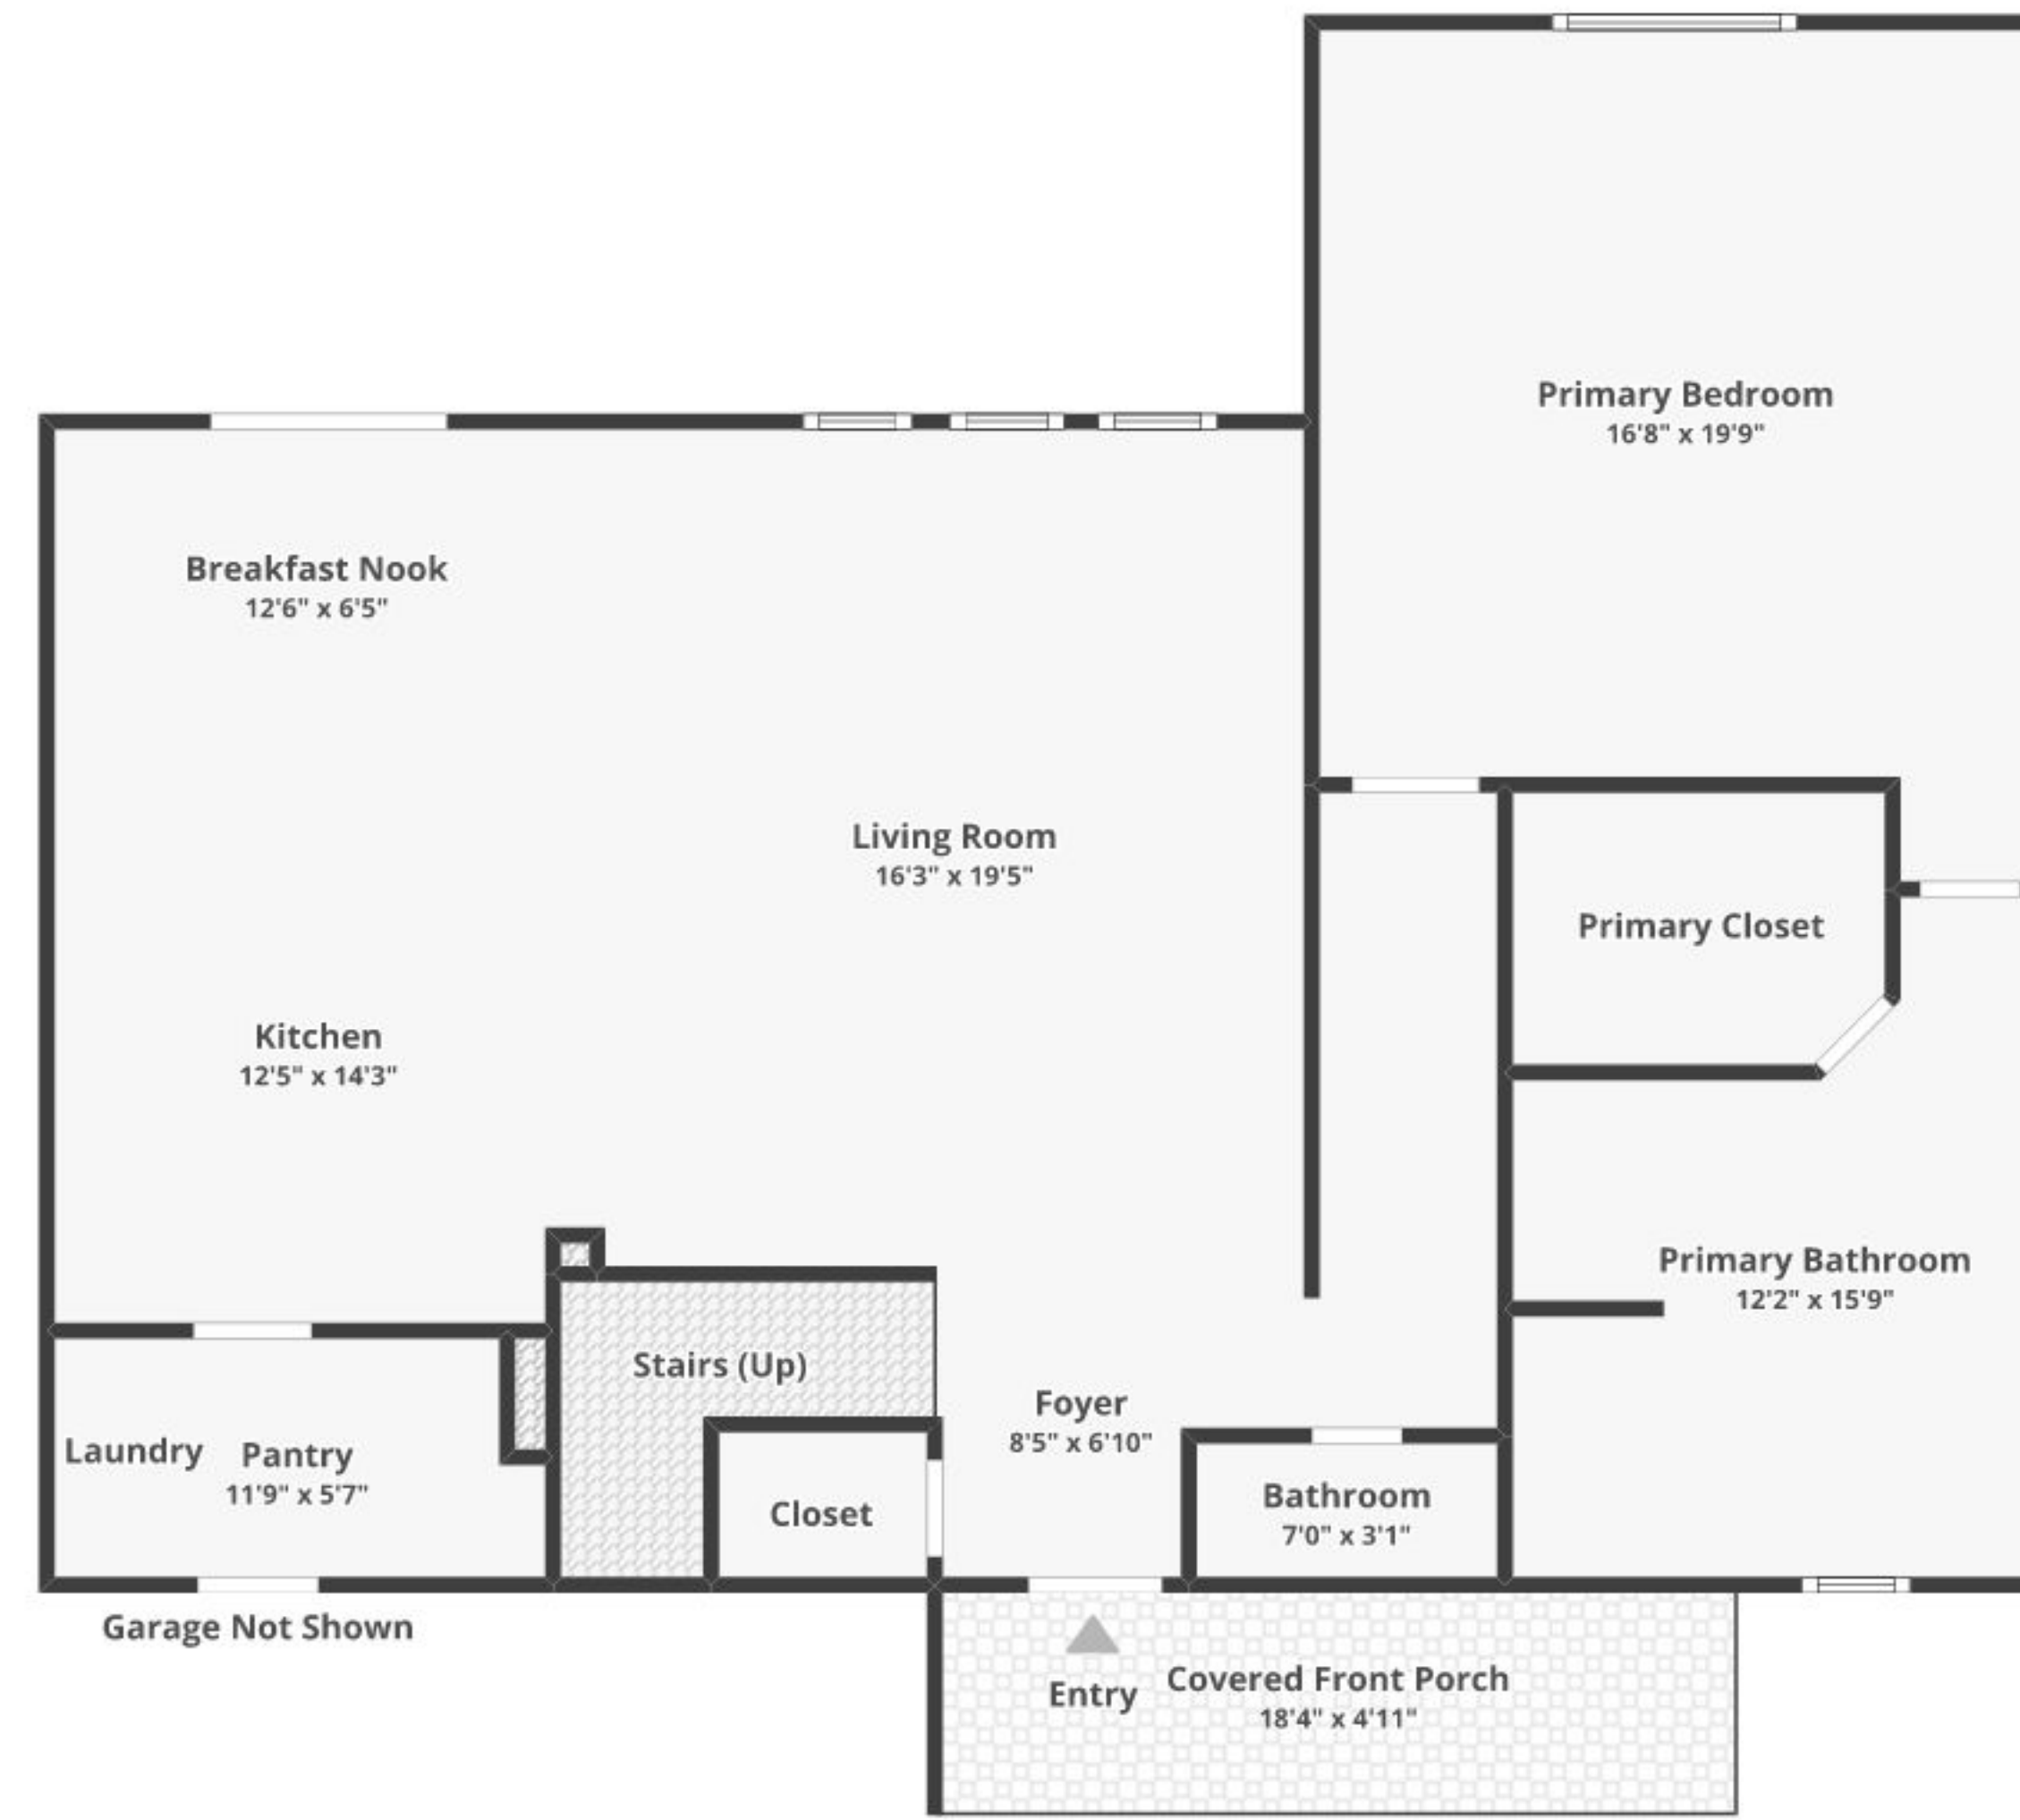 Primary Bedroom
16'8" x 19'9"
Breakfast Nook
12'6" x 6'5"
Living Room
16'3" x 19'5"
Primary Closet
Kitchen
12'5" x 14'3"
Primary Bathroom
12'2" x 15'9"
Stairs (Up)
Foyer
8'5" x 6'10"
Laundry
Pantry
11'9" x 5'7"
Closet
Bathroom
7'0" x 3'1"
Garage Not Shown
Entry
Covered Front Porch
18'4" x 4'11"